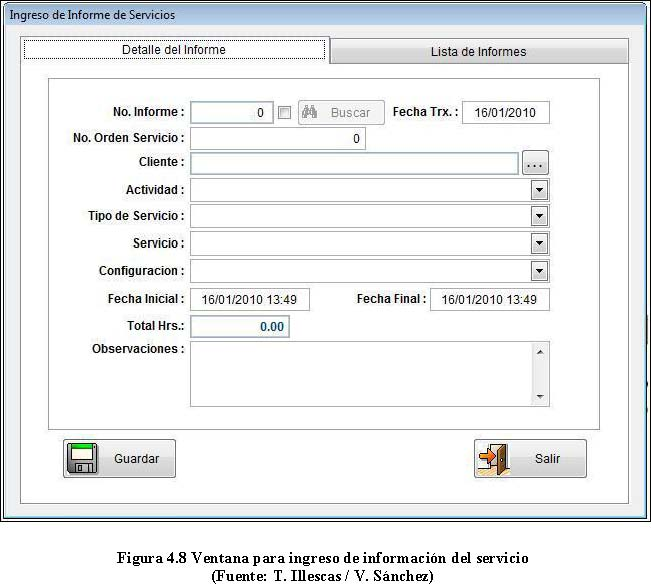 Ingreso de Informe de Servicios
Detalle del Informe
Lista de Informes
No. Informe : 0 Buscar Fecha Trx. : 16/01/2010
No. Orden Servicio : 0
Cliente : ...
Actividad :
Tipo de Servicio :
Servicio :
Configuracion :
Fecha Inicial : 16/01/2010 13:49 Fecha Final : 16/01/2010 13:49
Total Hrs.: 0.00
Observaciones :
Guardar
Salir
Figura 4.8 Ventana para ingreso de información del servicio
(Fuente: T. Illescas / V. Sánchez)